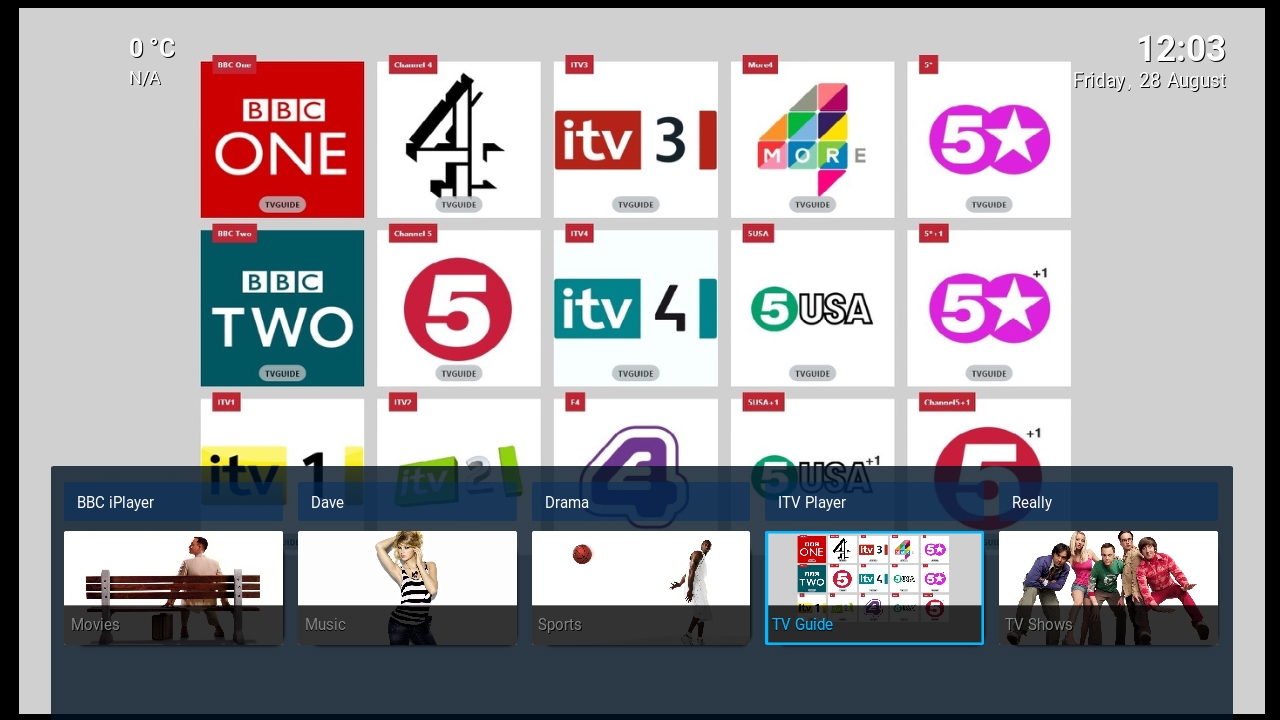 0 °C
N/A
12:03
Friday, 28 August
BBC One
BBC
ONE
TVGUIDE
Channel 4
4
TVGUIDE
ITV3
itv 3
TVGUIDE
More4
MORE
TVGUIDE
5*
5
TVGUIDE
BBC Two
BBC
TWO
TVGUIDE
Channel 5
5
TVGUIDE
ITV4
itv 4
TVGUIDE
5USA
5USA
TVGUIDE
5*+1
5 +1
TVGUIDE
ITV1
itv 1
ITV2
itv 2
E4
4
5USA+1
5USA +1
Channel5+1
5 +1
BBC iPlayer
Dave
Drama
ITV Player
Really
Movies
Music
Sports
TV Guide
TV Shows